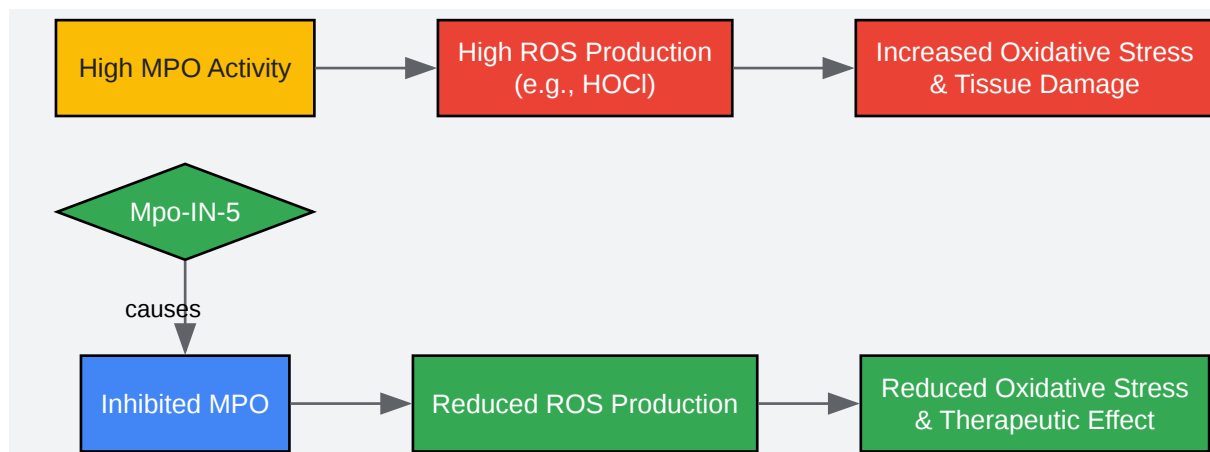 High MPO Activity
High ROS Production
(e.g., HOCl)
Increased Oxidative Stress
& Tissue Damage
Mpo-IN-5
causes
Inhibited MPO
Reduced ROS Production
Reduced Oxidative Stress
& Therapeutic Effect